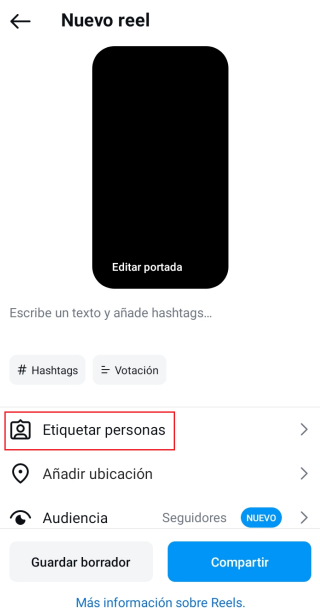 Nuevo reel
Editar portada
Escribe un texto y añade hashtags...
# Hashtags
Votación
Etiquetar personas
Añadir ubicación
Audiencia Seguidores NUEVO
Guardar borrador Compartir
Más información sobre Reels.